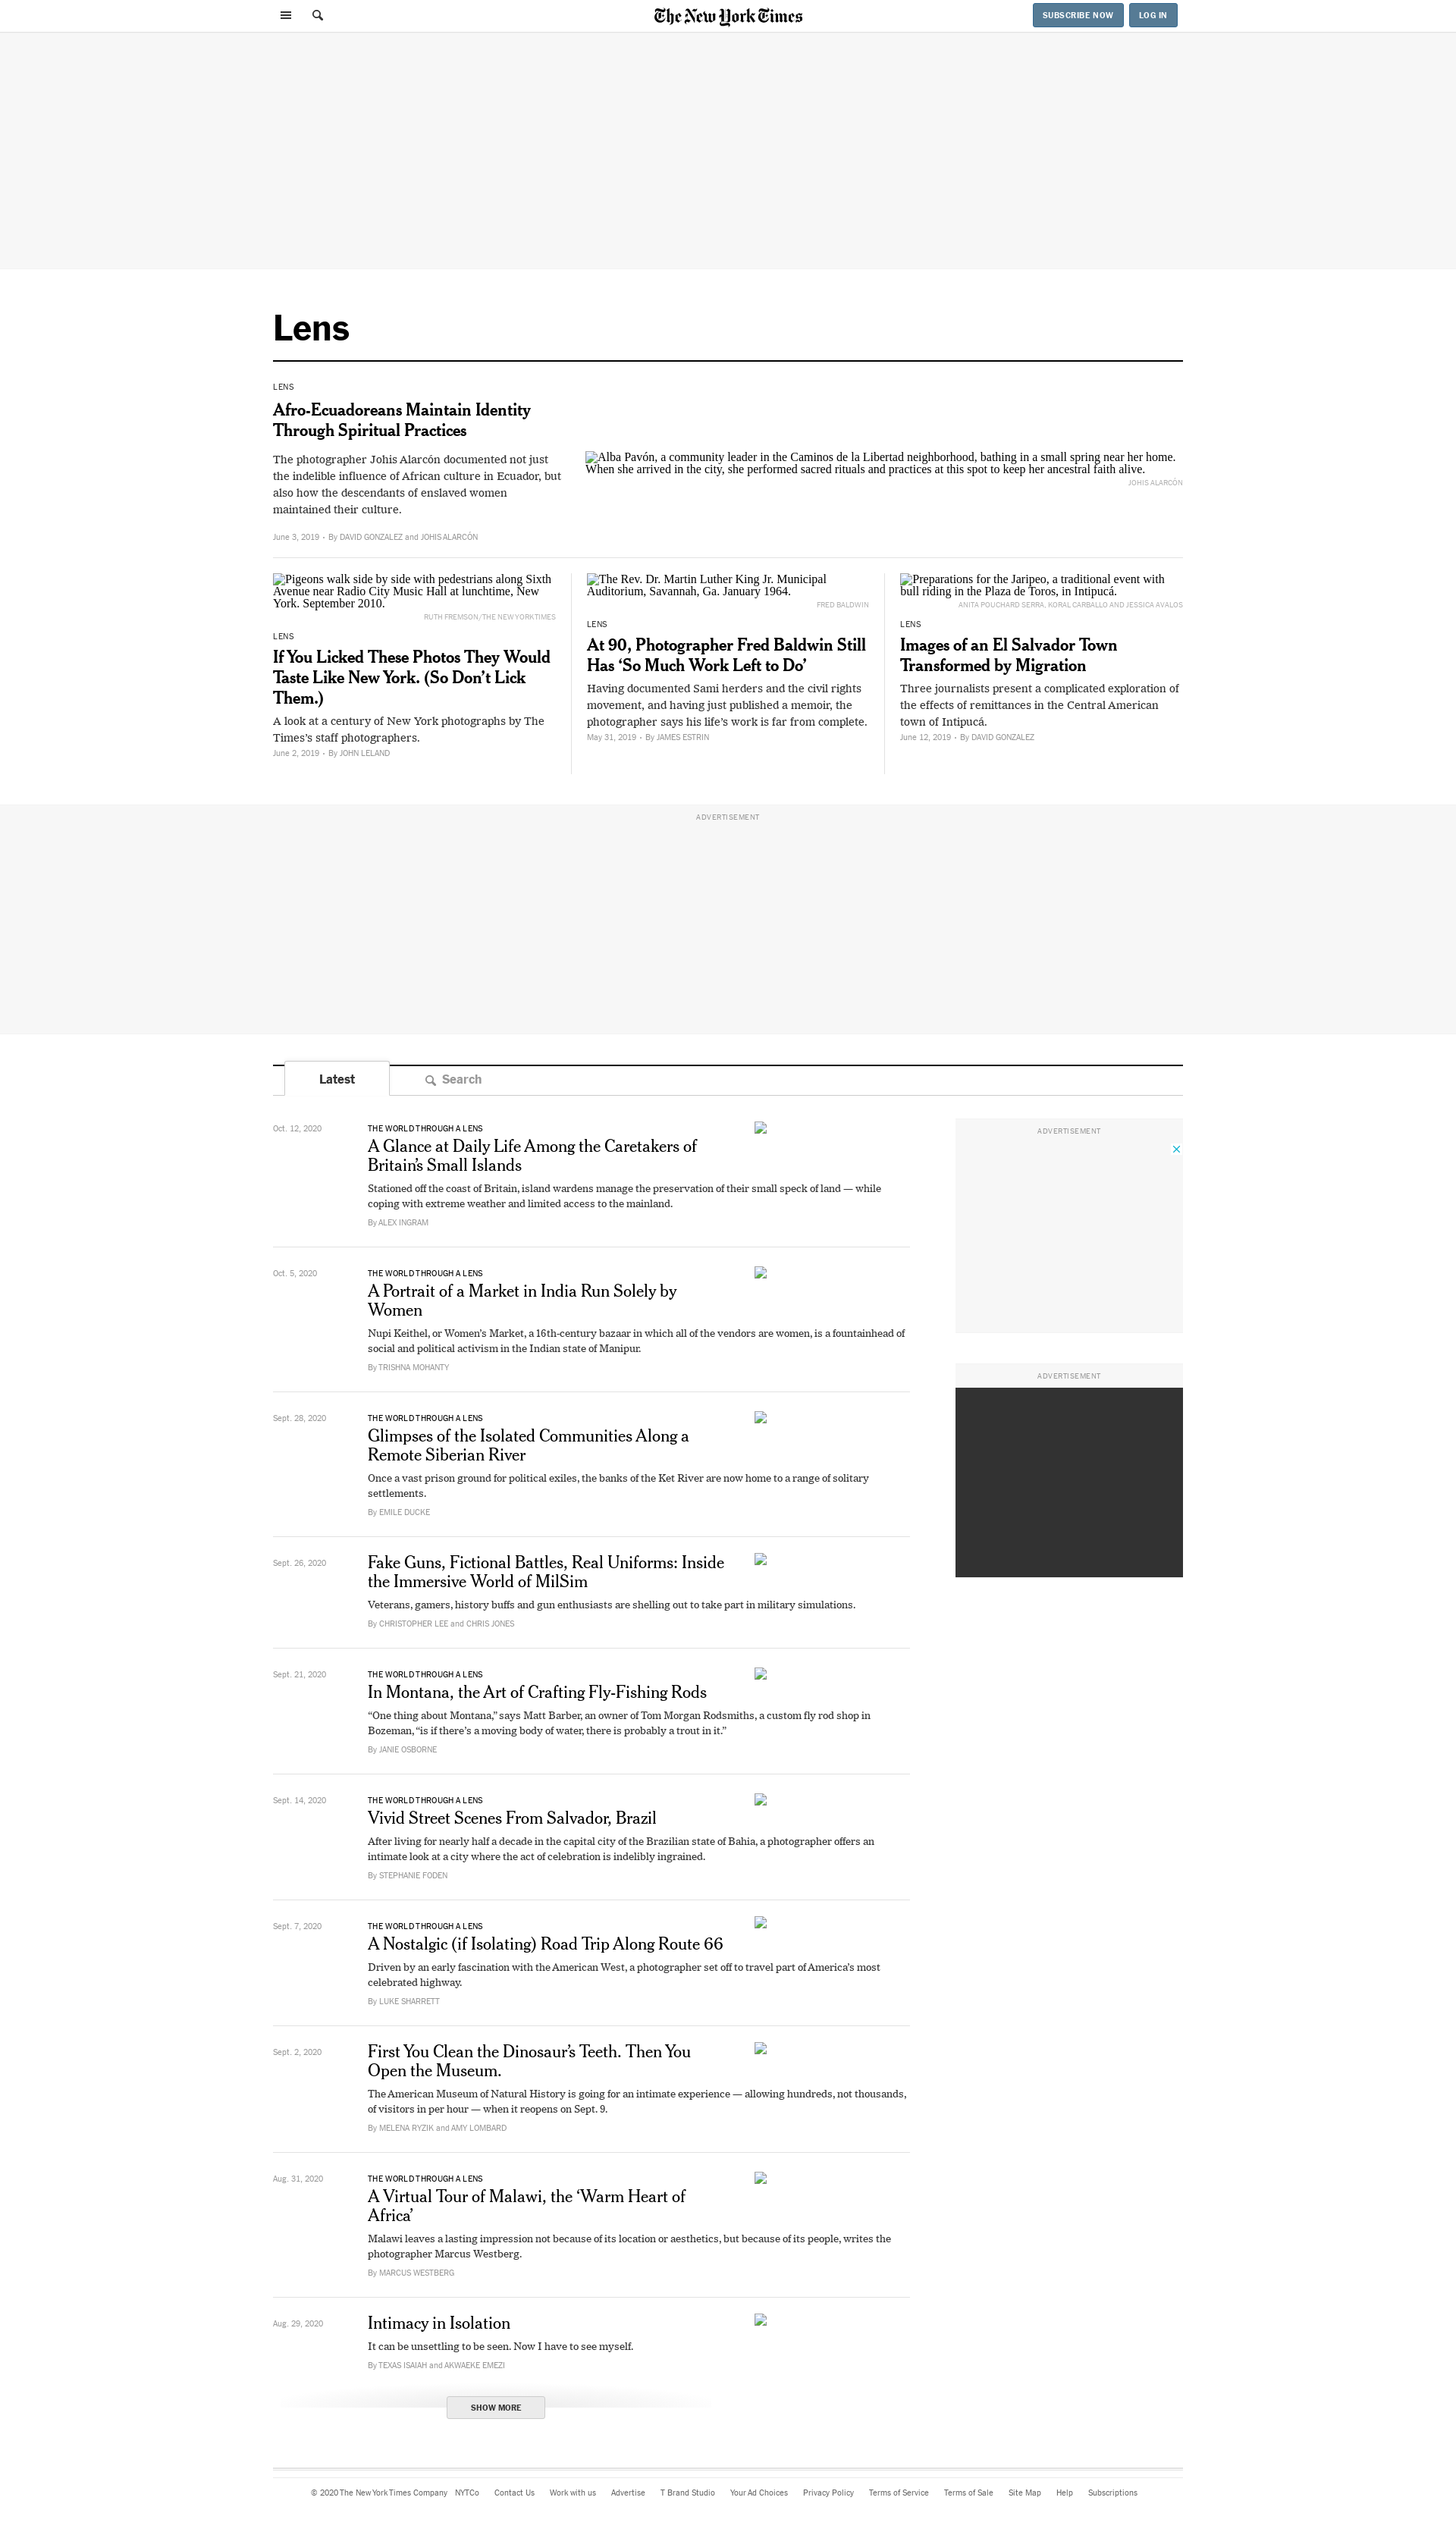 The New York Times
SUBSCRIBE NOW
LOG IN
Lens
LENS
Afro-Ecuadoreans Maintain Identity
Through Spiritual Practices
The photographer Johis Alarcón documented not just
the indelible influence of African culture in Ecuador, but
also how the descendants of enslaved women
maintained their culture.
June 3, 2019 • By DAVID GONZALEZ and JOHIS ALARCÓN
Alba Pavón, a community leader in the Caminos de la Libertad neighborhood, bathing in a small spring near her home.
When she arrived in the city, she performed sacred rituals and practices at this spot to keep her ancestral faith alive.
JOHIS ALARCÓN
Pigeons walk side by side with pedestrians along Sixth
Avenue near Radio City Music Hall at lunchtime, New
York. September 2010.
RUTH FREMSON/THE NEW YORK TIMES
LENS
If You Licked These Photos They Would
Taste Like New York. (So Don’t Lick
Them.)
A look at a century of New York photographs by The
Times’s staff photographers.
June 2, 2019 • By JOHN LELAND
The Rev. Dr. Martin Luther King Jr. Municipal
Auditorium, Savannah, Ga. January 1964.
FRED BALDWIN
LENS
At 90, Photographer Fred Baldwin Still
Has ‘So Much Work Left to Do’
Having documented Sami herders and the civil rights
movement, and having just published a memoir, the
photographer says his life’s work is far from complete.
May 31, 2019 • By JAMES ESTRIN
Preparations for the Jaripeo, a traditional event with
bull riding in the Plaza de Toros, in Intipucá.
ANITA POUCHARD SERRA, KORAL CARBALLO AND JESSICA AVALOS
LENS
Images of an El Salvador Town
Transformed by Migration
Three journalists present a complicated exploration of
the effects of remittances in the Central American
town of Intipucá.
June 12, 2019 • By DAVID GONZALEZ
ADVERTISEMENT
Latest
Search
Oct. 12, 2020
THE WORLD THROUGH A LENS
A Glance at Daily Life Among the Caretakers of
Britain’s Small Islands
Stationed off the coast of Britain, island wardens manage the preservation of their small speck of land — while
coping with extreme weather and limited access to the mainland.
By ALEX INGRAM
Oct. 5, 2020
THE WORLD THROUGH A LENS
A Portrait of a Market in India Run Solely by
Women
Nupi Keithel, or Women’s Market, a 16th-century bazaar in which all of the vendors are women, is a fountainhead of
social and political activism in the Indian state of Manipur.
By TRISHNA MOHANTY
Sept. 28, 2020
THE WORLD THROUGH A LENS
Glimpses of the Isolated Communities Along a
Remote Siberian River
Once a vast prison ground for political exiles, the banks of the Ket River are now home to a range of solitary
settlements.
By EMILE DUCKE
Sept. 26, 2020
Fake Guns, Fictional Battles, Real Uniforms: Inside
the Immersive World of MilSim
Veterans, gamers, history buffs and gun enthusiasts are shelling out to take part in military simulations.
By CHRISTOPHER LEE and CHRIS JONES
Sept. 21, 2020
THE WORLD THROUGH A LENS
In Montana, the Art of Crafting Fly-Fishing Rods
“One thing about Montana,” says Matt Barber, an owner of Tom Morgan Rodsmiths, a custom fly rod shop in
Bozeman, “is if there’s a moving body of water, there is probably a trout in it.”
By JANIE OSBORNE
Sept. 14, 2020
THE WORLD THROUGH A LENS
Vivid Street Scenes From Salvador, Brazil
After living for nearly half a decade in the capital city of the Brazilian state of Bahia, a photographer offers an
intimate look at a city where the act of celebration is indelibly ingrained.
By STEPHANIE FODEN
Sept. 7, 2020
THE WORLD THROUGH A LENS
A Nostalgic (if Isolating) Road Trip Along Route 66
Driven by an early fascination with the American West, a photographer set off to travel part of America’s most
celebrated highway.
By LUKE SHARRETT
Sept. 2, 2020
First You Clean the Dinosaur’s Teeth. Then You
Open the Museum.
The American Museum of Natural History is going for an intimate experience — allowing hundreds, not thousands,
of visitors in per hour — when it reopens on Sept. 9.
By MELENA RYZIK and AMY LOMBARD
Aug. 31, 2020
THE WORLD THROUGH A LENS
A Virtual Tour of Malawi, the ‘Warm Heart of
Africa’
Malawi leaves a lasting impression not because of its location or aesthetics, but because of its people, writes the
photographer Marcus Westberg.
By MARCUS WESTBERG
Aug. 29, 2020
Intimacy in Isolation
It can be unsettling to be seen. Now I have to see myself.
By TEXAS ISAIAH and AKWAEKE EMEZI
SHOW MORE
ADVERTISEMENT
ADVERTISEMENT
© 2020 The New York Times Company NYTCo Contact Us Work with us Advertise T Brand Studio Your Ad Choices Privacy Policy Terms of Service Terms of Sale Site Map Help Subscriptions